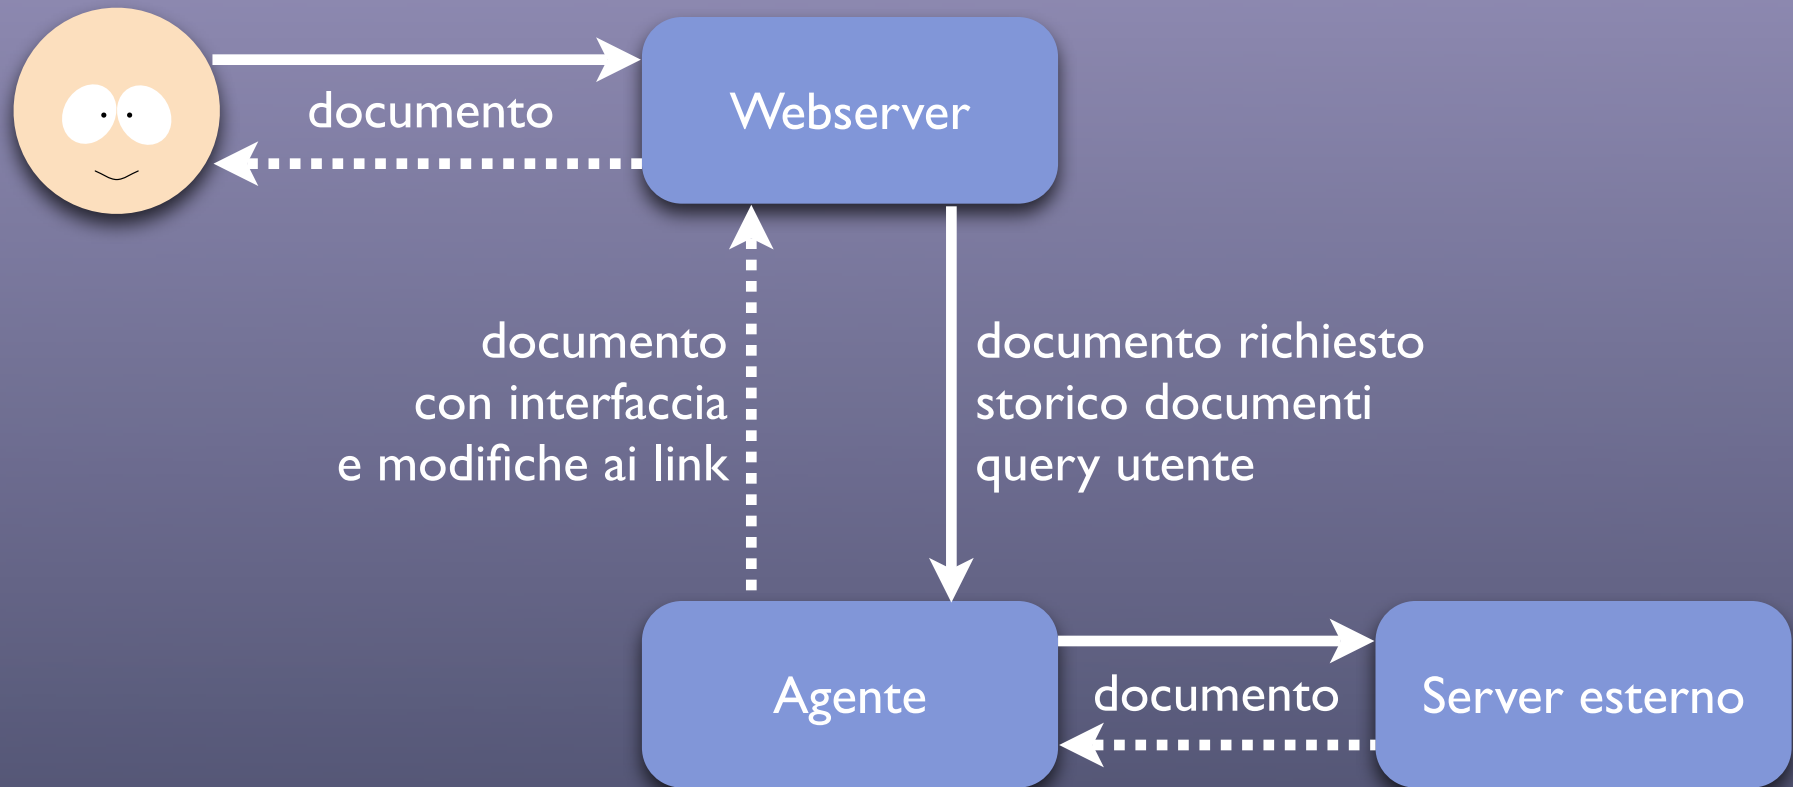 documento
Webserver
documento
con interfaccia
e modifiche ai link
documento richiesto
storico documenti
query utente
Agente
documento
Server esterno